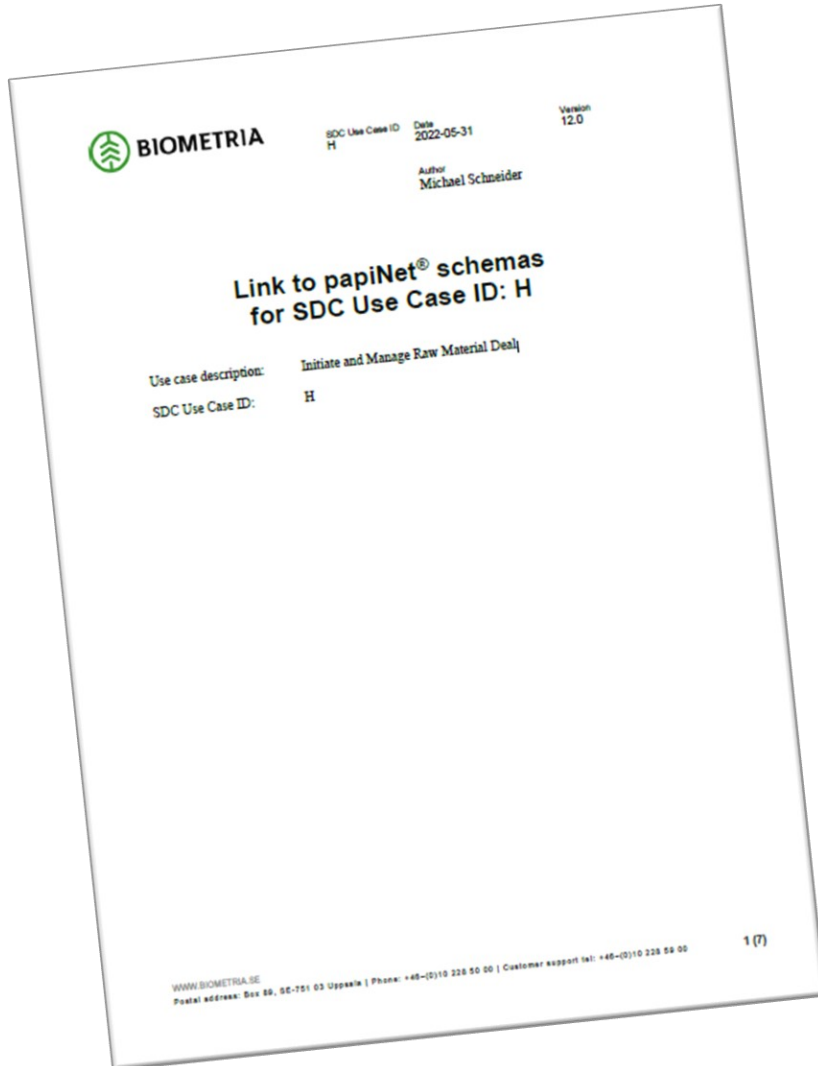 BIOMETRIA
SDC Use Case ID
H
Date
2022-05-31
Version
12.0
Author
Michael Schneider
Link to papiNet® schemas
for SDC Use Case ID: H
Use case description: Initiate and Manage Raw Material Deal
SDC Use Case ID: H
WWW.BIOMETRIA.SE
Postal address: Box 89, SE-751 03 Uppsala | Phone: +46–(0)10 228 50 00 | Customer support tel: +46–(0)10 228 59 00
1 (7)